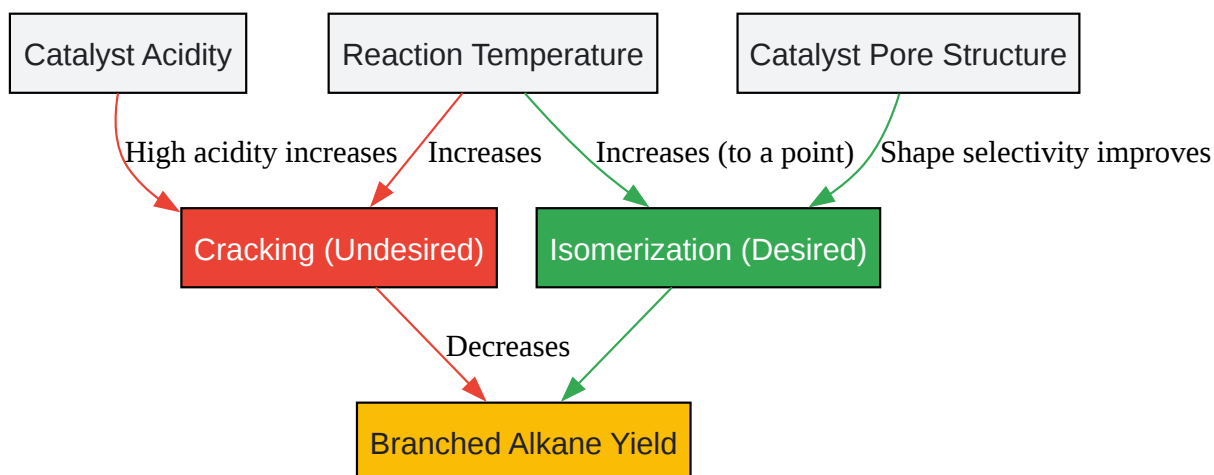 Catalyst Acidity
Reaction Temperature
Catalyst Pore Structure
High acidity increases
Increases
Increases (to a point)
Shape selectivity improves
Cracking (Undesired)
Isomerization (Desired)
Decreases
Branched Alkane Yield